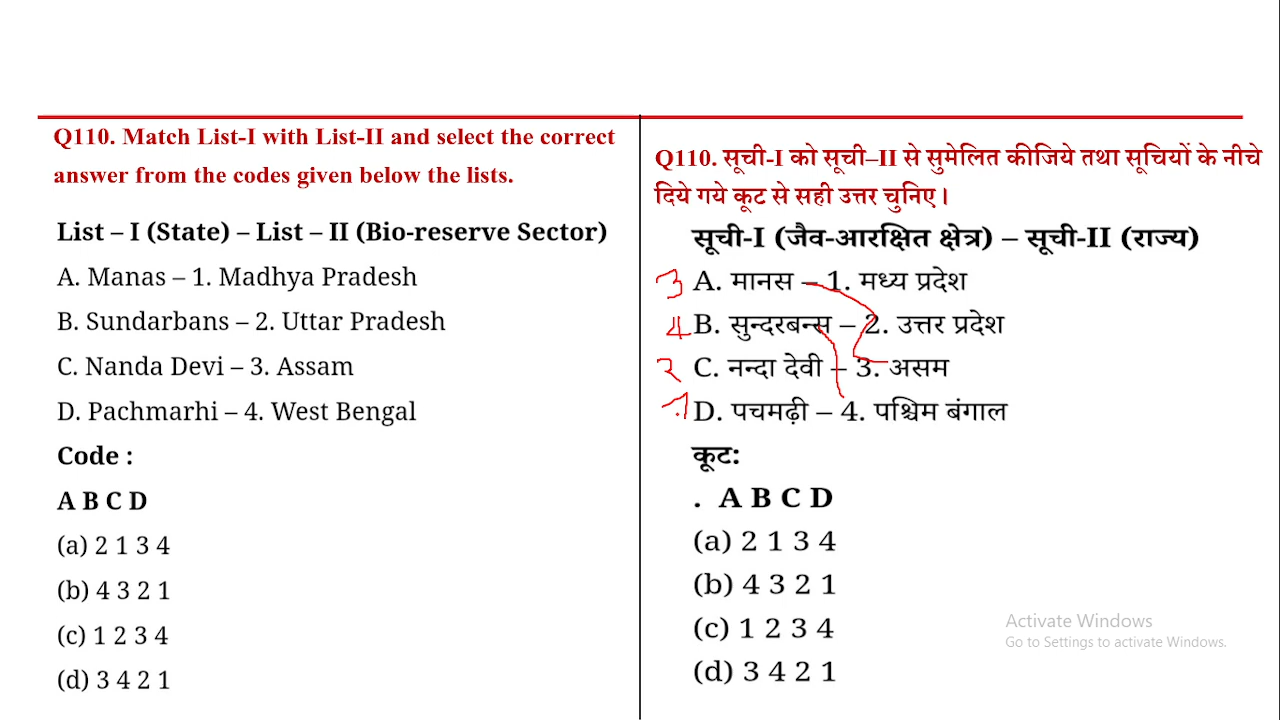 Q110. Match List-I with List-II and select the correct
answer from the codes given below the lists.
List – I (State) – List – II (Bio-reserve Sector)
A. Manas – 1. Madhya Pradesh
B. Sundarbans – 2. Uttar Pradesh
C. Nanda Devi – 3. Assam
D. Pachmarhi – 4. West Bengal
Code :
A B C D
(a) 2 1 3 4
(b) 4 3 2 1
(c) 1 2 3 4
(d) 3 4 2 1
Q110. सूची-I को सूची–II से सुमेलित कीजिये तथा सूचियों के नीचे
दिये गये कूट से सही उत्तर चुनिए।
सूची-I (जैव-आरक्षित क्षेत्र) – सूची-II (राज्य)
3 A. मानस – 1. मध्य प्रदेश
4 B. सुन्दरबन्स – 2. उत्तर प्रदेश
2 C. नन्दा देवी – 3. असम
1 D. पचमढ़ी – 4. पश्चिम बंगाल
कूट:
. A B C D
(a) 2 1 3 4
(b) 4 3 2 1
(c) 1 2 3 4
(d) 3 4 2 1
Activate Windows
Go to Settings to activate Windows.